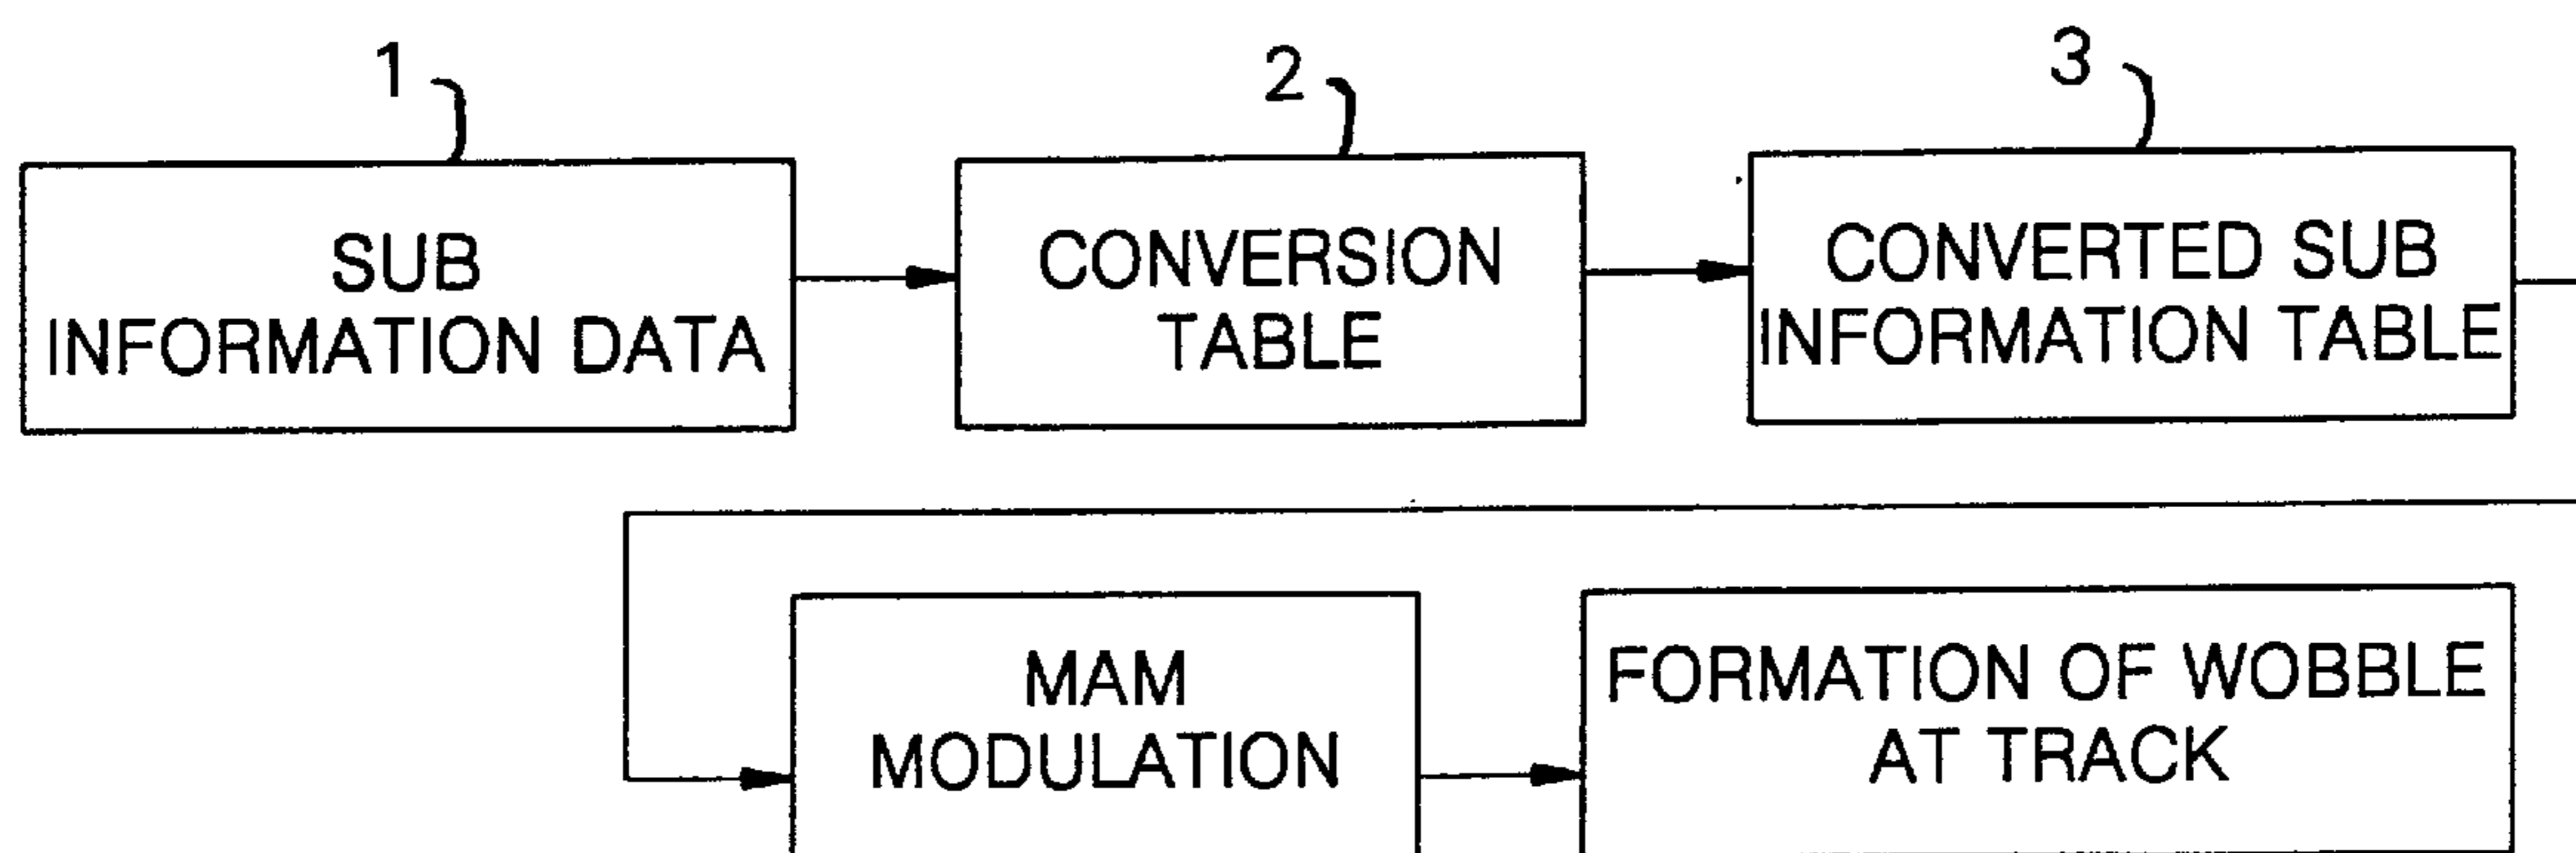 1
2
3
SUB
INFORMATION DATA
CONVERSION
TABLE
CONVERTED SUB
INFORMATION TABLE
MAM
MODULATION
FORMATION OF WOBBLE
AT TRACK